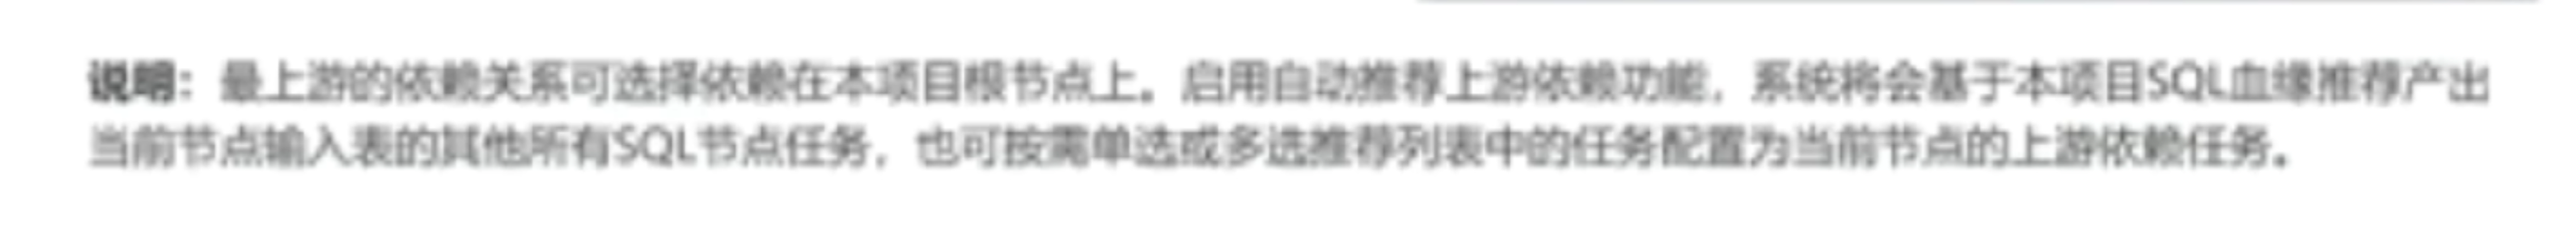 说明：最上游的依赖关系可选择依赖在本项目根节点上。启用自动推荐上游依赖功能，系统将会基于本项目SQL血缘推荐产出
当前节点输入表的其他所有SQL节点任务，也可按需单选或多选推荐列表中的任务配置为当前节点的上游依赖任务。